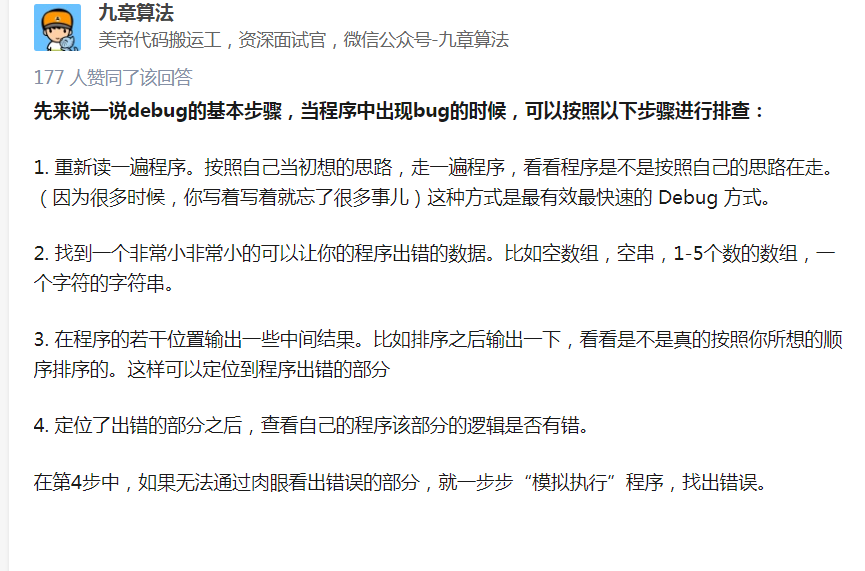 九章算法
美帝代码搬运工，资深面试官，微信公众号-九章算法
177 人赞同了该回答
先来说一说debug的基本步骤，当程序中出现bug的时候，可以按照以下步骤进行排查：
1. 重新读一遍程序。按照自己当初想的思路，走一遍程序，看看程序是不是按照自己的思路在走。
（因为很多时候，你写着写着就忘了很多事儿）这种方式是最有效最快速的 Debug 方式。
2. 找到一个非常小非常小的可以让你的程序出错的数据。比如空数组，空串，1-5个数的数组，一
个字符的字符串。
3. 在程序的若干位置输出一些中间结果。比如排序之后输出一下，看看是不是真的按照你所想的顺
序排序的。这样可以定位到程序出错的部分
4. 定位了出错的部分之后，查看自己的程序该部分的逻辑是否有错。
在第4步中，如果无法通过肉眼看出错误的部分，就一步步“模拟执行”程序，找出错误。